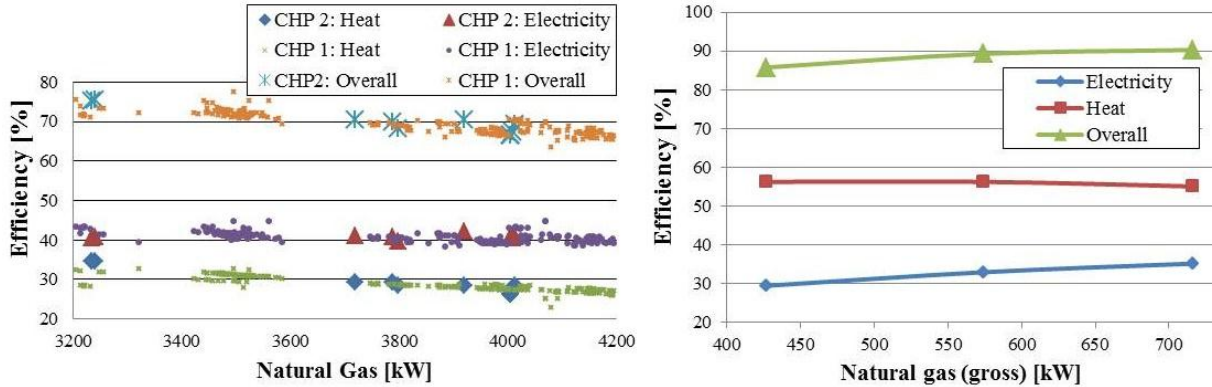 CHP 2: Heat
CHP 2: Electricity
CHP 1: Heat
CHP 1: Electricity
CHP2: Overall
CHP 1: Overall
Efficiency [%]
80
70
60
50
40
30
20
3200
3400
3600
3800
4000
4200
Natural Gas [kW]
Efficiency [%]
100
90
80
70
60
50
40
30
20
Electricity
Heat
Overall
400
450
500
550
600
650
700
Natural gas (gross) [kW]